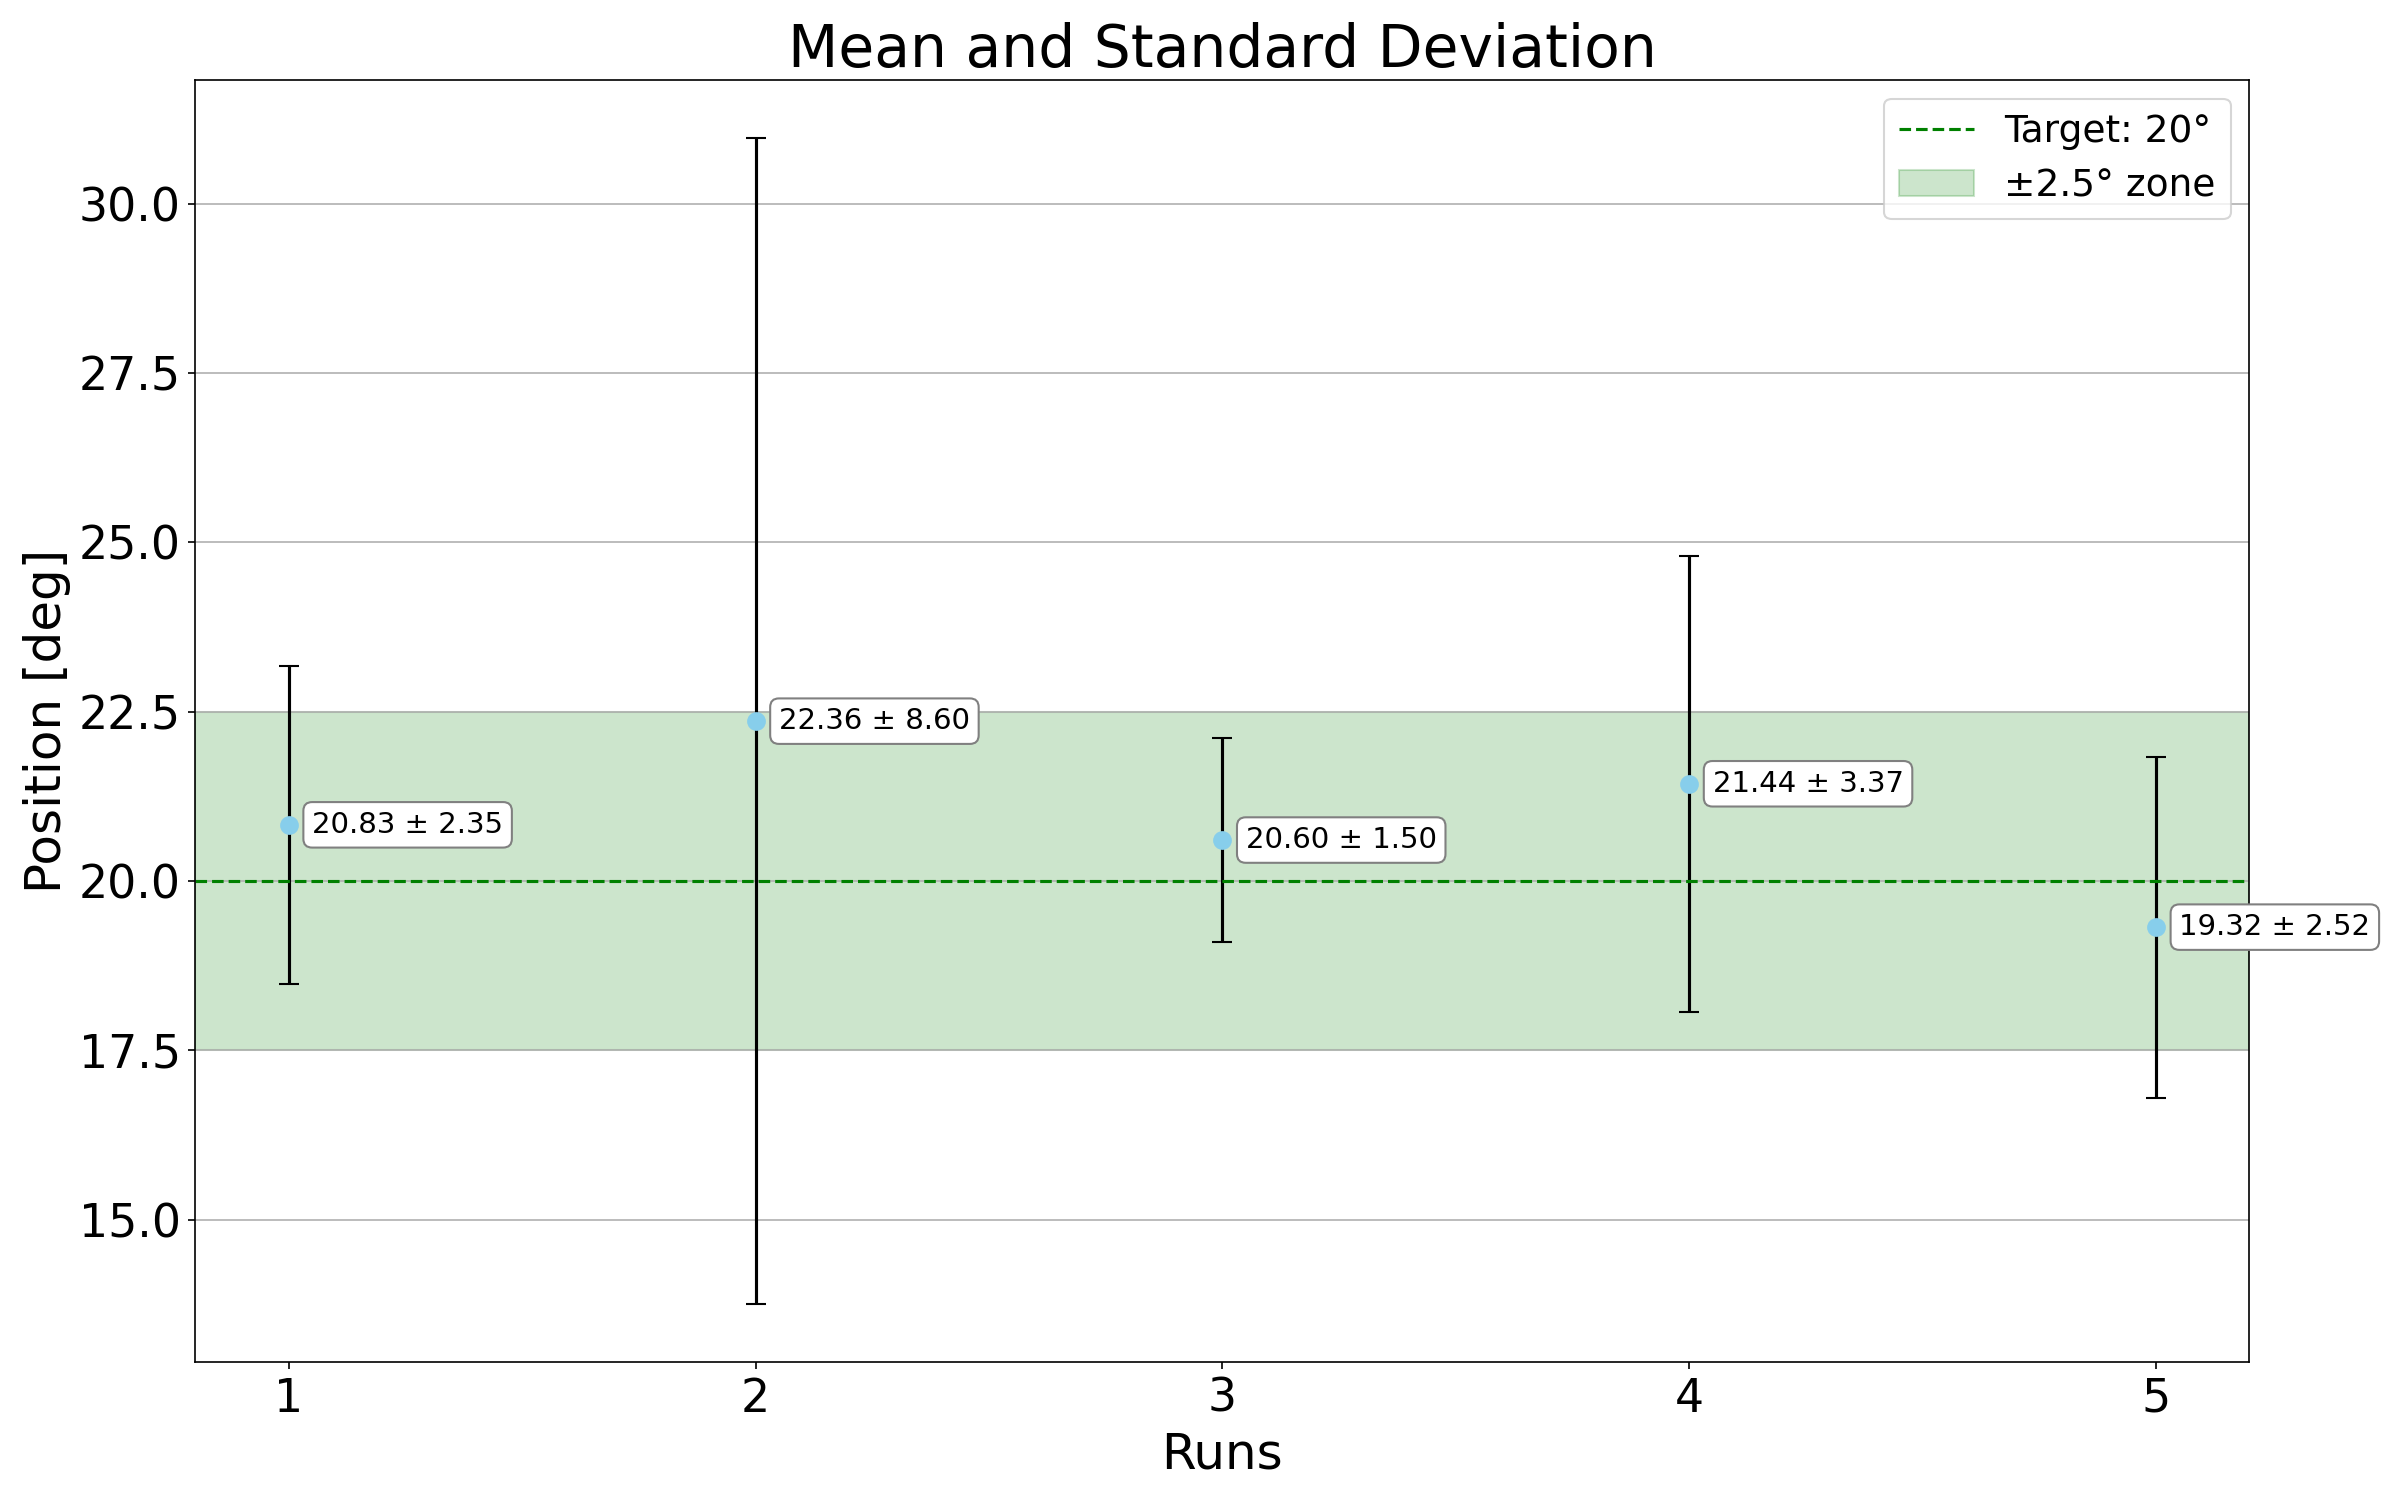 Mean and Standard Deviation
Target: 20°
±2.5° zone
Position [deg]
30.0
27.5
25.0
22.5
20.0
17.5
15.0
20.83 ± 2.35
22.36 ± 8.60
20.60 ± 1.50
21.44 ± 3.37
19.32 ± 2.52
1 2 3 4 5
Runs